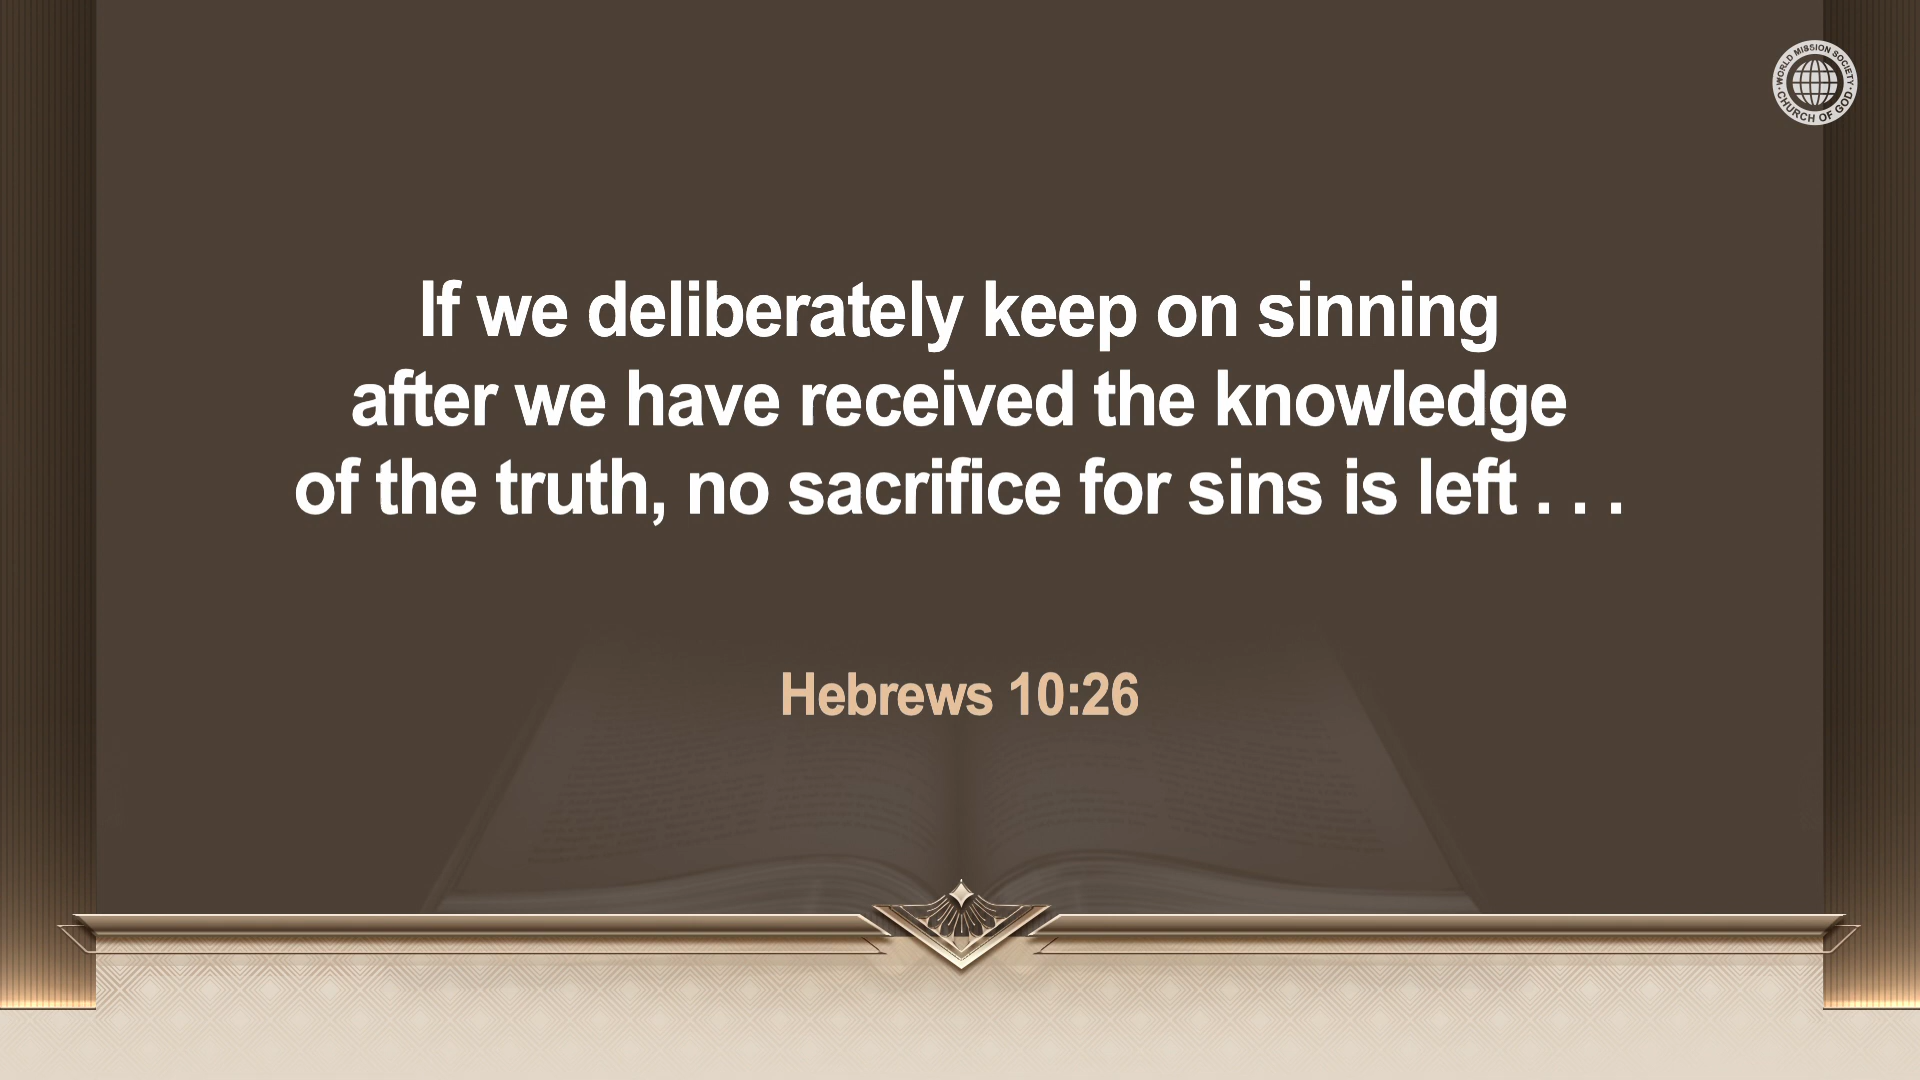 WORLD MISSION SOCIETY
CHURCH OF GOD
If we deliberately keep on sinning
after we have received the knowledge
of the truth, no sacrifice for sins is left . . .
Hebrews 10:26